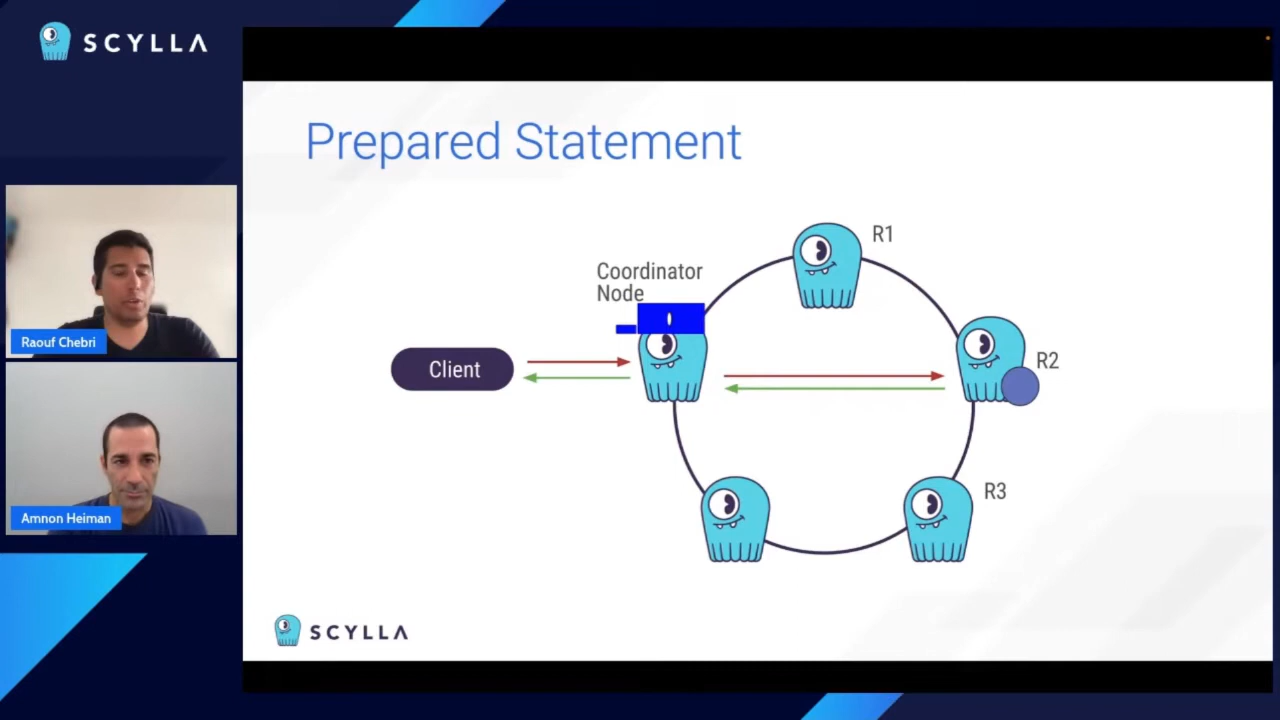 SCYLLA
Prepared Statement
R1
Coordinator
Node
Raouf Chebri
Client
R2
Amnon Heiman
R3
SCYLLA